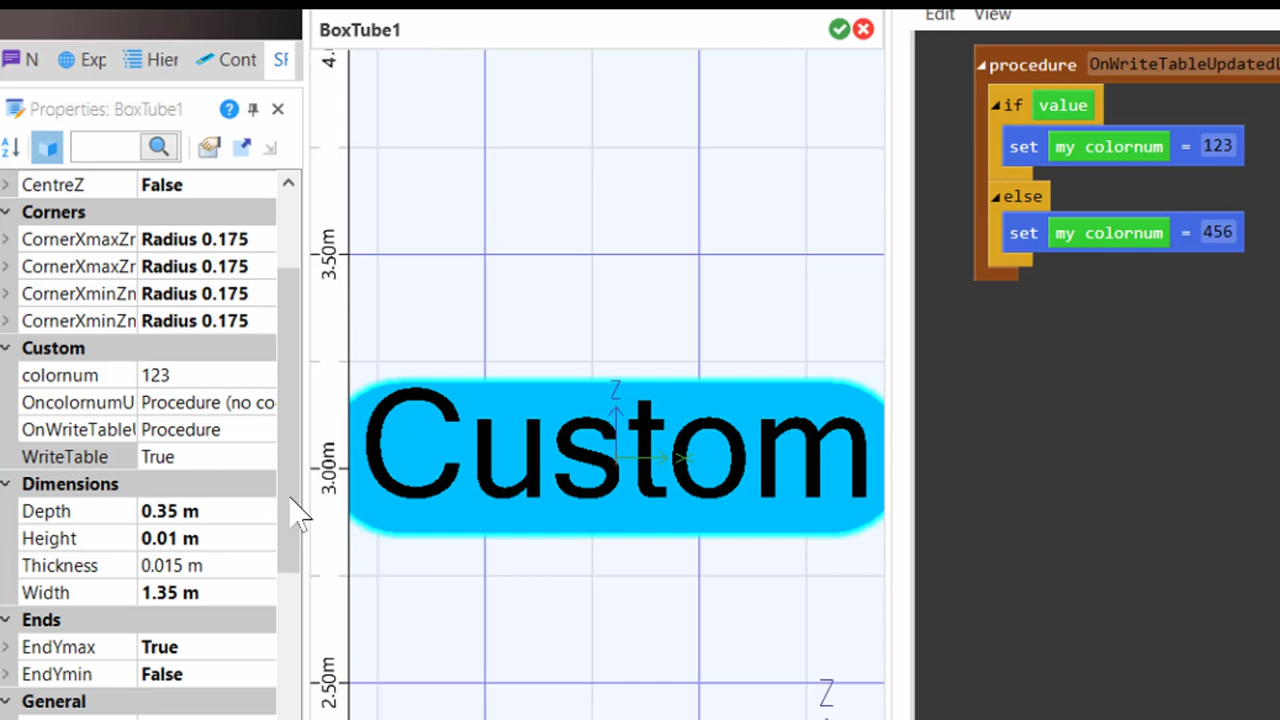 N Exp Hier Cont
Properties: BoxTube1
CentreZ False
Corners
CornerXmaxZr Radius 0.175
CornerXmaxZr Radius 0.175
CornerXminZn Radius 0.175
CornerXminZn Radius 0.175
Custom
colornum 123
OncolornumU Procedure (no co
OnWriteTableU Procedure
WriteTable True
Dimensions
Depth 0.35 m
Height 0.01 m
Thickness 0.015 m
Width 1.35 m
Ends
EndYmax True
EndYmin False
General
BoxTube1
3.50m
3.00m
2.50m
Z
Custom
Z
Edit View
procedure OnWriteTableUpdatedL
if value
set my colornum = 123
else
set my colornum = 456